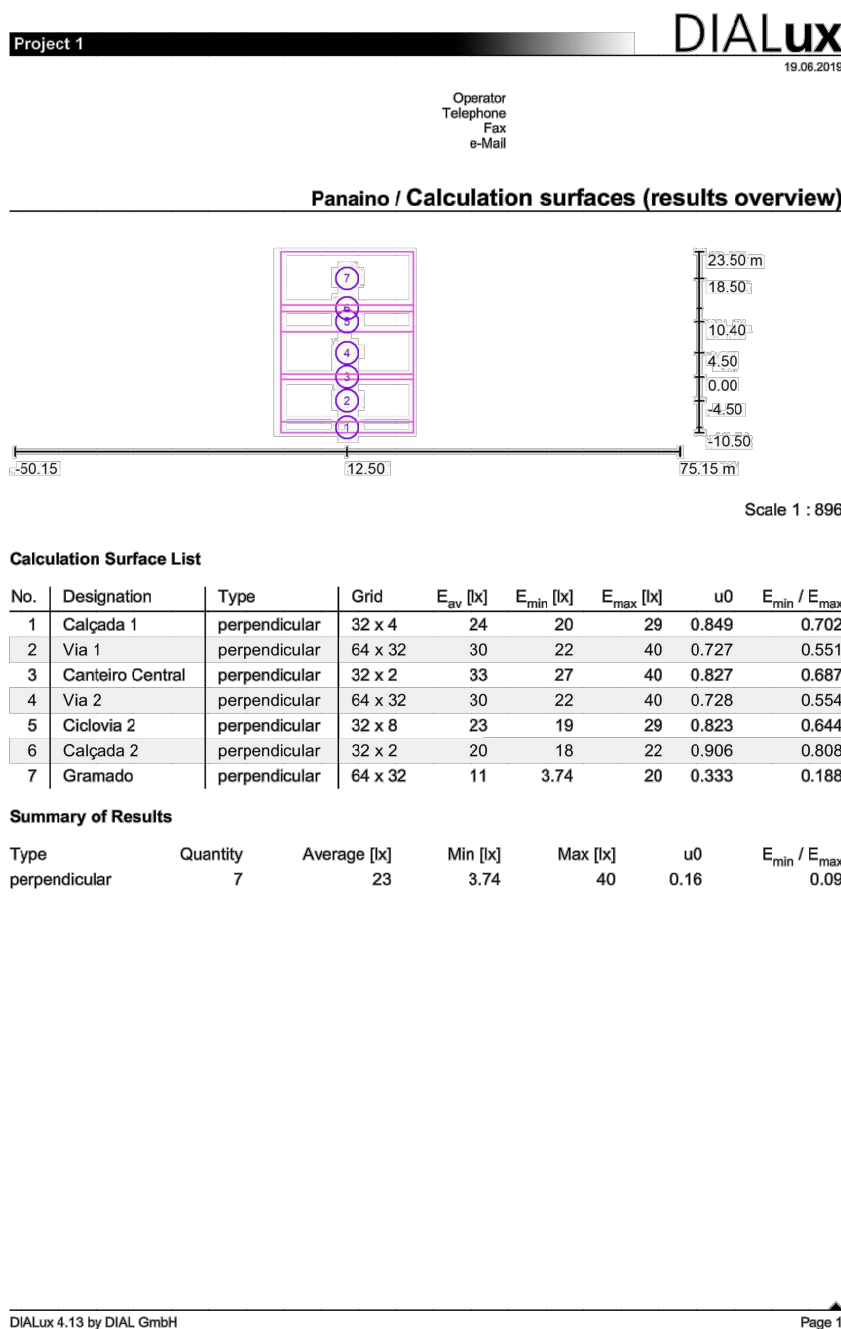 Project 1
DIALux
19.06.2019
Operator
Telephone
Fax
e-Mail
Panaino / Calculation surfaces (results overview)
7
6
5
4
3
2
1
23.50 m
18.50
10.40
4.50
0.00
-4.50
-10.50
-50.15 12.50 75.15 m
Scale 1 : 896
Calculation Surface List
No. Designation Type Grid Eav [lx] Emin [lx] Emax [lx] u0 Emin / Emax
1 Calçada 1 perpendicular 32 x 4 24 20 29 0.849 0.702
2 Via 1 perpendicular 64 x 32 30 22 40 0.727 0.551
3 Canteiro Central perpendicular 32 x 2 33 27 40 0.827 0.687
4 Via 2 perpendicular 64 x 32 30 22 40 0.728 0.554
5 Ciclovia 2 perpendicular 32 x 8 23 19 29 0.823 0.644
6 Calçada 2 perpendicular 32 x 2 20 18 22 0.906 0.808
7 Gramado perpendicular 64 x 32 11 3.74 20 0.333 0.188
Summary of Results
Type Quantity Average [lx] Min [lx] Max [lx] u0 Emin / Emax
perpendicular 7 23 3.74 40 0.16 0.09
DIALux 4.13 by DIAL GmbH Page 1